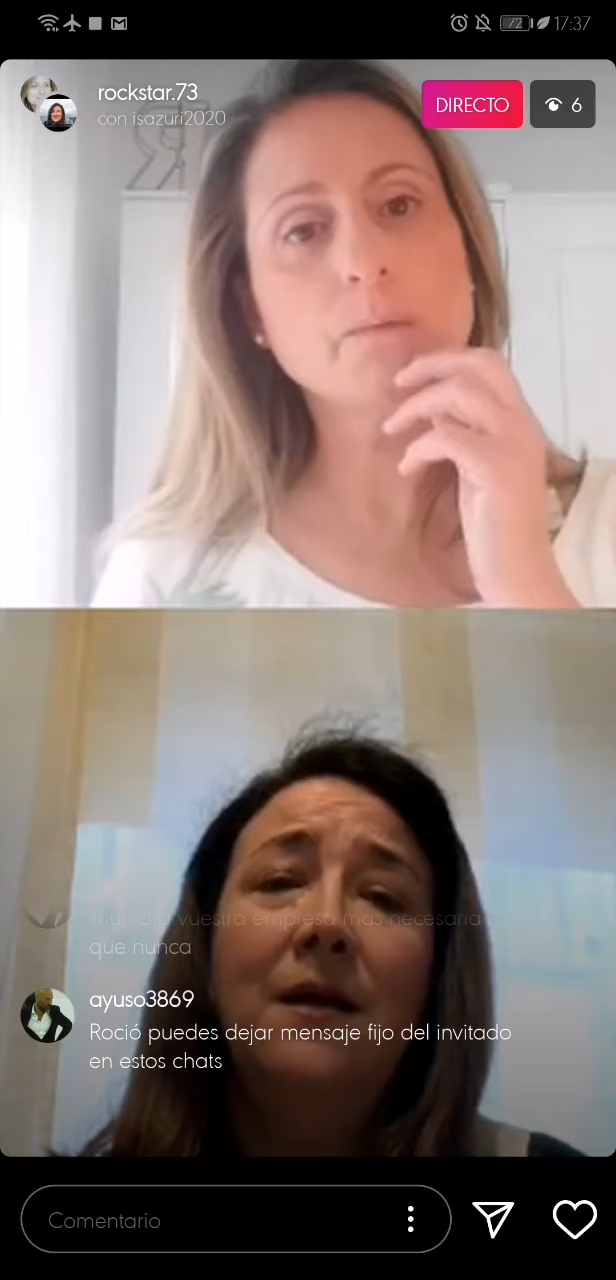 72
17:37
rockstar.73
con isazuri2020
DIRECTO
6
vuestra empresa más necesaria
que nunca
ayuso3869
Roció puedes dejar mensaje fijo del invitado
en estos chats
Comentario